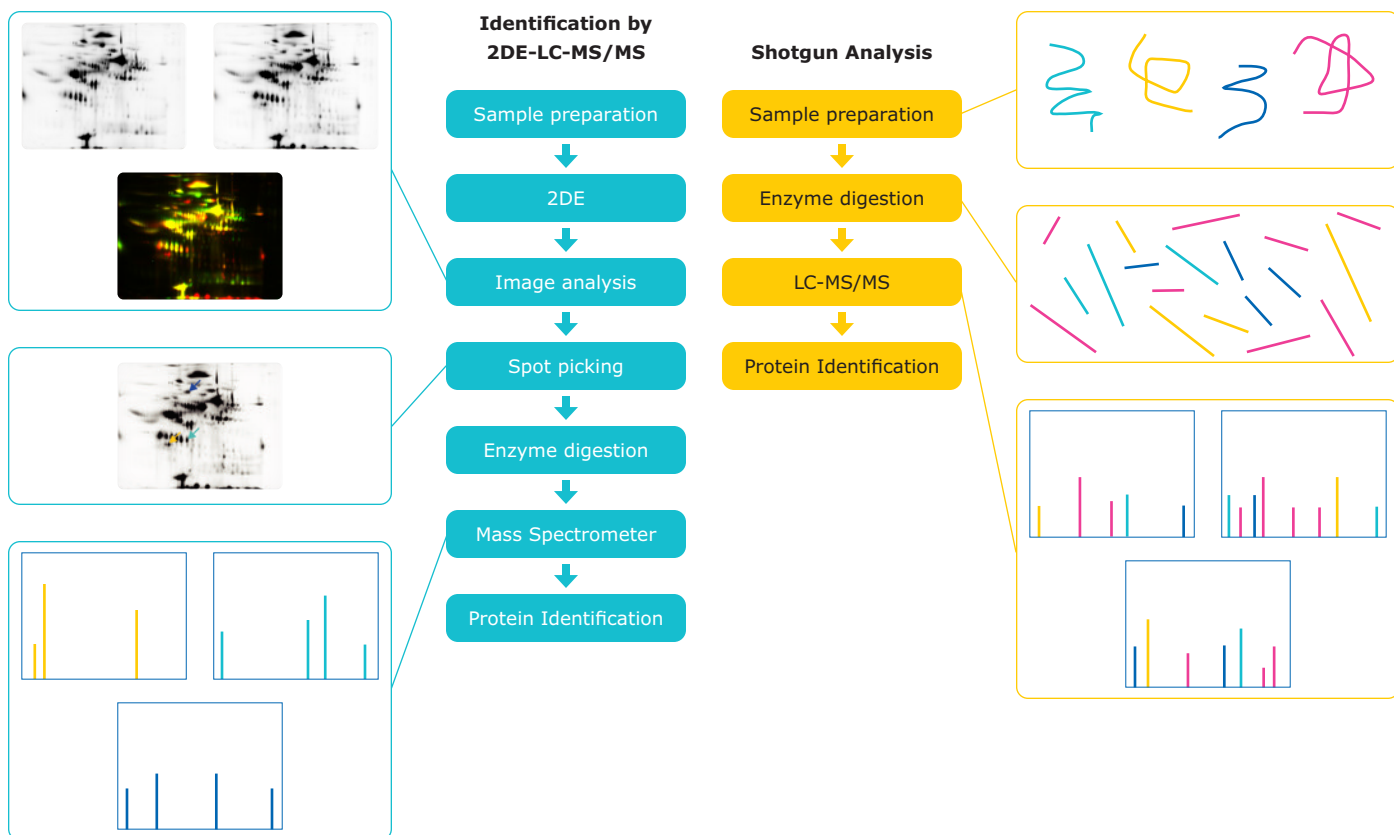 Identification by
2DE-LC-MS/MS
Sample preparation
2DE
Image analysis
Spot picking
Enzyme digestion
Mass Spectrometer
Protein Identification
Shotgun Analysis
Sample preparation
Enzyme digestion
LC-MS/MS
Protein Identification